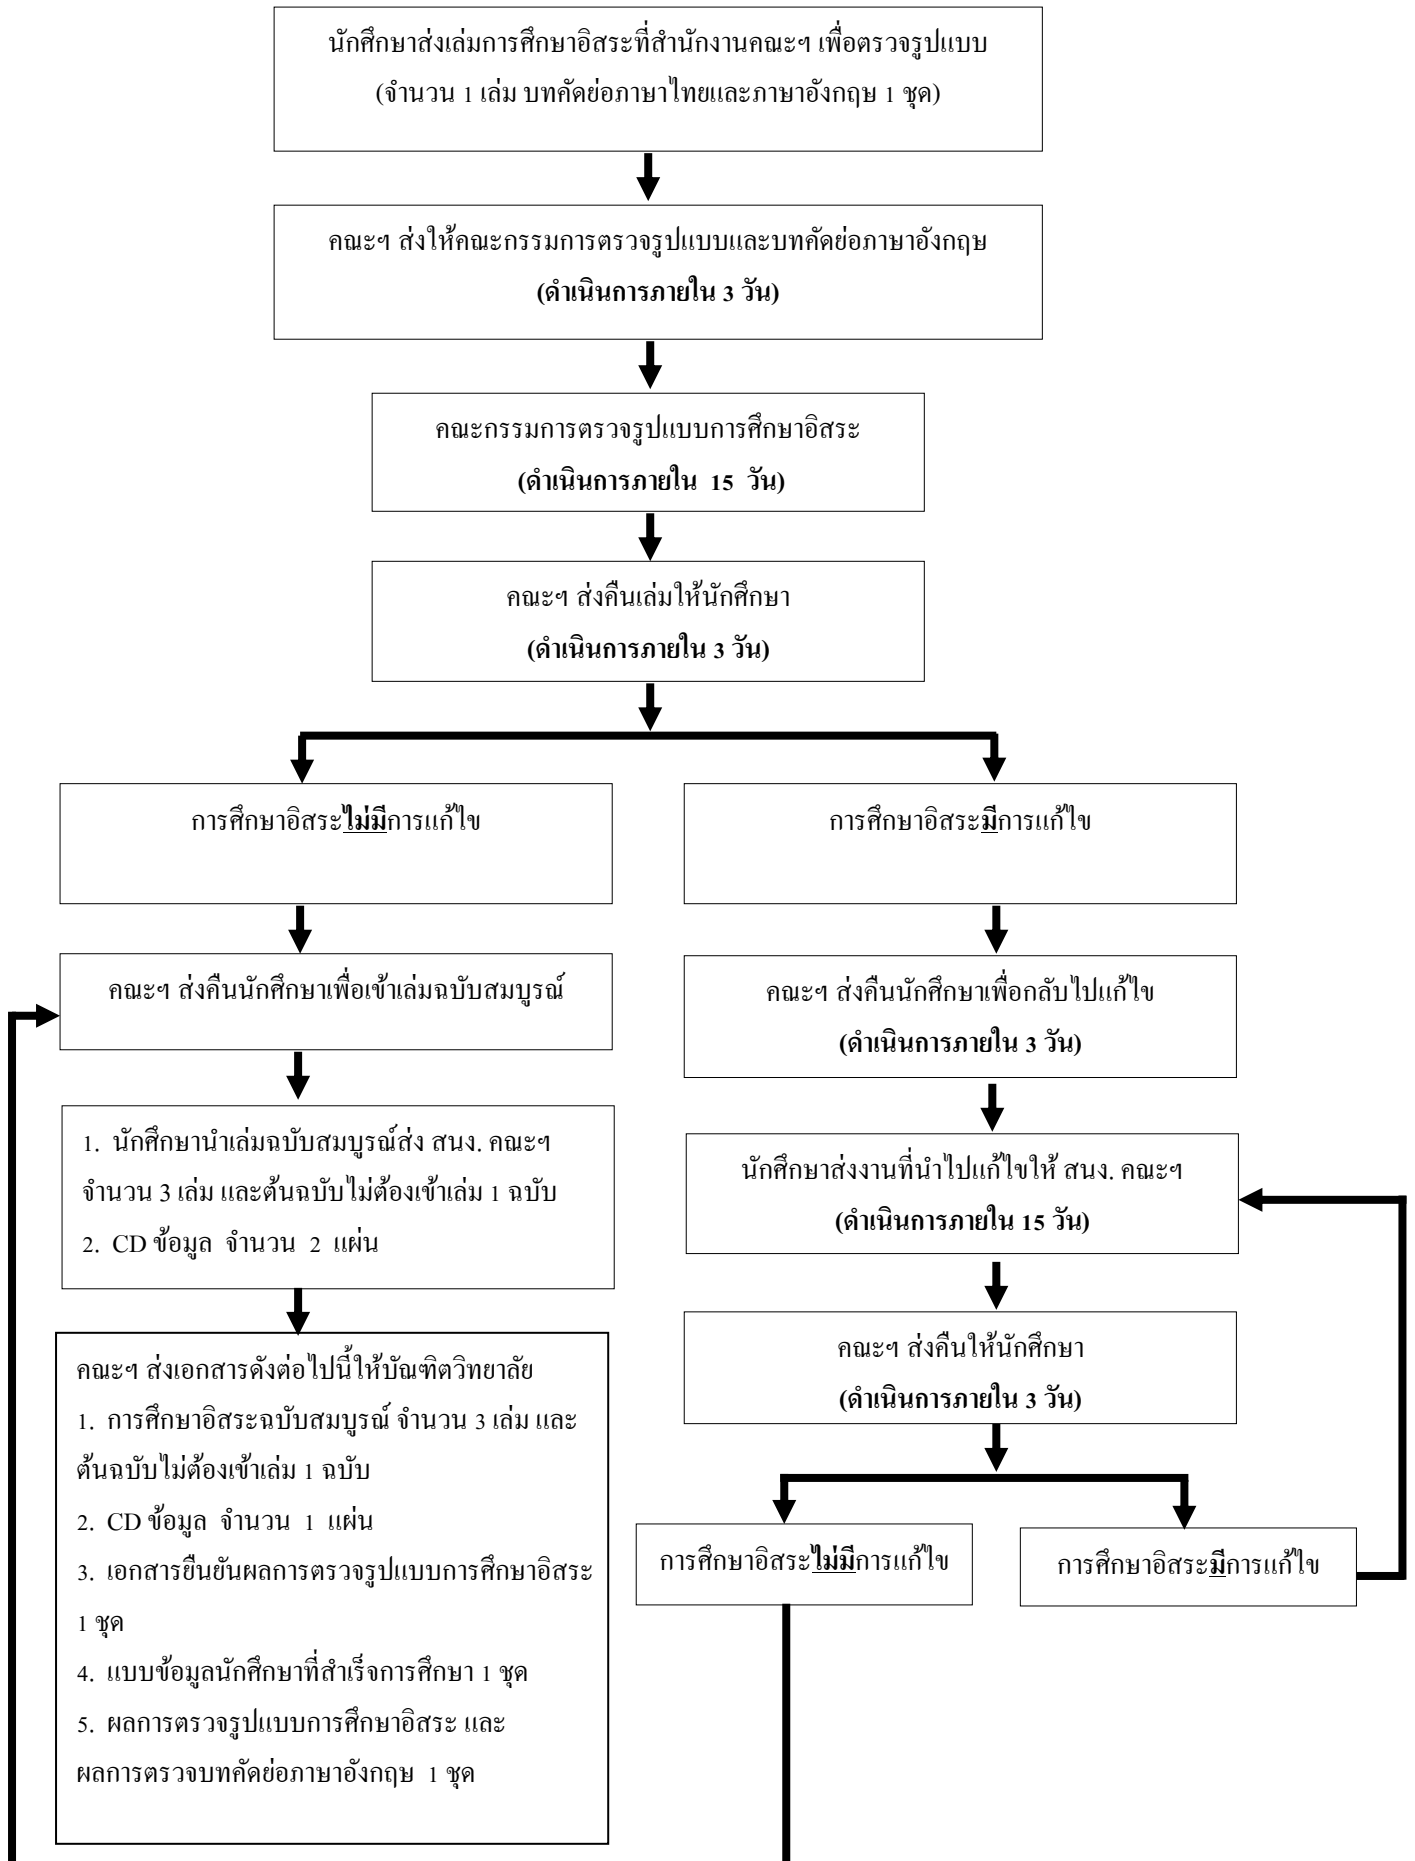 นักศึกษาส่งเล่มการศึกษาอิสระที่สำนักงานคณะฯ เพื่อตรวจรูปแบบ
(จำนวน 1 เล่ม บทคัดย่อภาษาไทยและภาษาอังกฤษ 1 ชุด)
คณะฯ ส่งให้คณะกรรมการตรวจรูปแบบและบทคัดย่อภาษาอังกฤษ
(ดำเนินการภายใน 3 วัน)
คณะกรรมการตรวจรูปแบบการศึกษาอิสระ
(ดำเนินการภายใน 15 วัน)
คณะฯ ส่งคืนเล่มให้นักศึกษา
(ดำเนินการภายใน 3 วัน)
การศึกษาอิสระไม่มีการแก้ไข
คณะฯ ส่งคืนนักศึกษาเพื่อเข้าเล่มฉบับสมบูรณ์
1. นักศึกษานำเล่มฉบับสมบูรณ์ส่ง สนง. คณะฯ
จำนวน 3 เล่ม และต้นฉบับไม่ต้องเข้าเล่ม 1 ฉบับ
2. CD ข้อมูล จำนวน 2 แผ่น
คณะฯ ส่งเอกสารดังต่อไปนี้ให้บัณฑิตวิทยาลัย
1. การศึกษาอิสระฉบับสมบูรณ์ จำนวน 3 เล่ม และ
ต้นฉบับไม่ต้องเข้าเล่ม 1 ฉบับ
2. CD ข้อมูล จำนวน 1 แผ่น
3. เอกสารยืนยันผลการตรวจรูปแบบการศึกษาอิสระ
1 ชุด
4. แบบข้อมูลนักศึกษาที่สำเร็จการศึกษา 1 ชุด
5. ผลการตรวจรูปแบบการศึกษาอิสระ และ
ผลการตรวจบทคัดย่อภาษาอังกฤษ 1 ชุด
การศึกษาอิสระมีการแก้ไข
คณะฯ ส่งคืนนักศึกษาเพื่อกลับไปแก้ไข
(ดำเนินการภายใน 3 วัน)
นักศึกษาส่งงานที่นำไปแก้ไขให้ สนง. คณะฯ
(ดำเนินการภายใน 15 วัน)
คณะฯ ส่งคืนให้นักศึกษา
(ดำเนินการภายใน 3 วัน)
การศึกษาอิสระไม่มีการแก้ไข
การศึกษาอิสระมีการแก้ไข